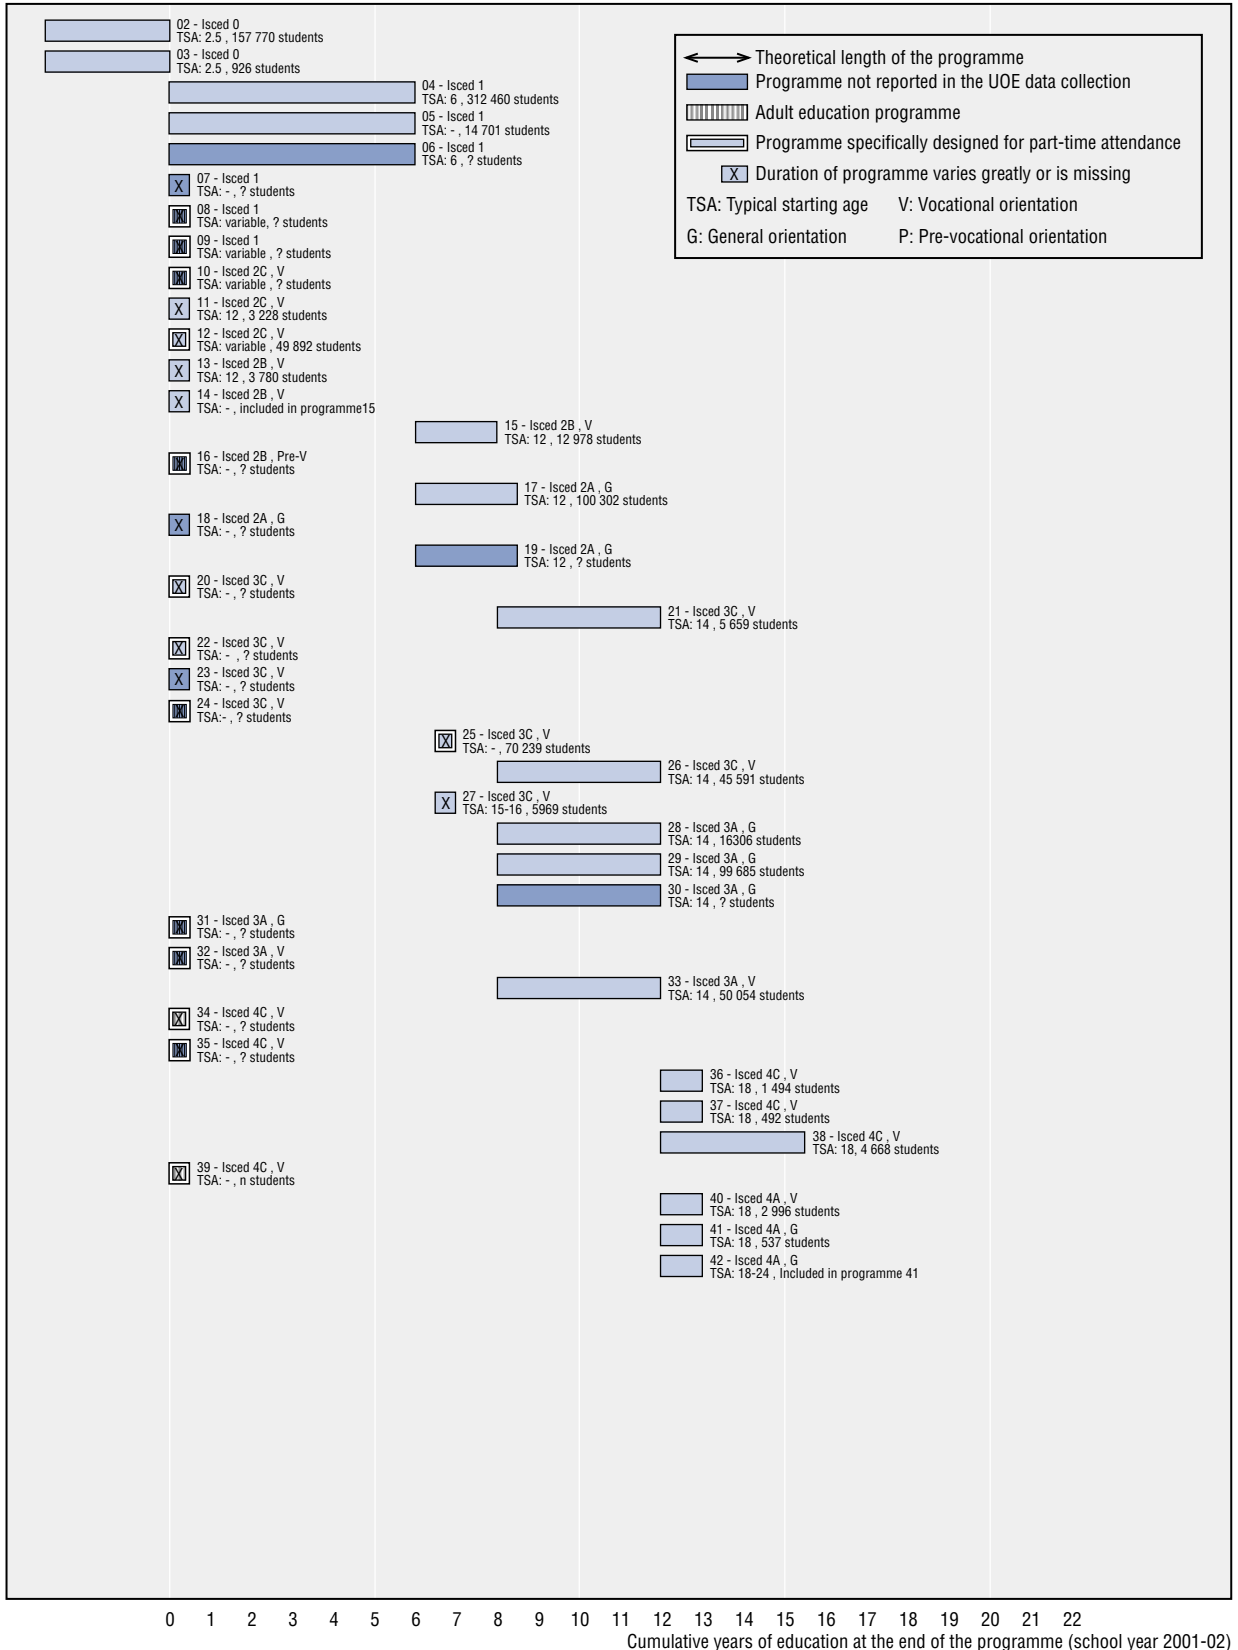 02 - Isced 0
TSA: 2.5 , 157 770 students
03 - Isced 0
TSA: 2.5 , 926 students
04 - Isced 1
TSA: 6 , 312 460 students
05 - Isced 1
TSA: - , 14 701 students
06 - Isced 1
TSA: 6 , ? students
Theoretical length of the programme
Programme not reported in the UOE data collection
Adult education programme
Programme specifically designed for part-time attendance
X Duration of programme varies greatly or is missing
TSA: Typical starting age V: Vocational orientation
G: General orientation P: Pre-vocational orientation
X 07 - Isced 1
TSA: - , ? students
X 08 - Isced 1
TSA: variable, ? students
X 09 - Isced 1
TSA: variable , ? students
X 10 - Isced 2C , V
TSA: variable , ? students
X 11 - Isced 2C , V
TSA: 12 , 3 228 students
X 12 - Isced 2C , V
TSA: variable , 49 892 students
X 13 - Isced 2B , V
TSA: 12 , 3 780 students
X 14 - Isced 2B , V
TSA: - , included in programme15
15 - Isced 2B , V
TSA: 12 , 12 978 students
X 16 - Isced 2B , Pre-V
TSA: - , ? students
17 - Isced 2A , G
TSA: 12 , 100 302 students
X 18 - Isced 2A , G
TSA: - , ? students
19 - Isced 2A , G
TSA: 12 , ? students
X 20 - Isced 3C , V
TSA: - , ? students
21 - Isced 3C , V
TSA: 14 , 5 659 students
X 22 - Isced 3C , V
TSA: - , ? students
X 23 - Isced 3C , V
TSA: - , ? students
X 24 - Isced 3C , V
TSA:- , ? students
X 25 - Isced 3C , V
TSA: - , 70 239 students
26 - Isced 3C , V
TSA: 14 , 45 591 students
X 27 - Isced 3C , V
TSA: 15-16 , 5969 students
28 - Isced 3A , G
TSA: 14 , 16306 students
29 - Isced 3A , G
TSA: 14 , 99 685 students
30 - Isced 3A , G
TSA: 14 , ? students
X 31 - Isced 3A , G
TSA: - , ? students
X 32 - Isced 3A , V
TSA: - , ? students
33 - Isced 3A , V
TSA: 14 , 50 054 students
X 34 - Isced 4C , V
TSA: - , ? students
X 35 - Isced 4C , V
TSA: - , ? students
36 - Isced 4C , V
TSA: 18 , 1 494 students
37 - Isced 4C , V
TSA: 18 , 492 students
38 - Isced 4C , V
TSA: 18, 4 668 students
X 39 - Isced 4C , V
TSA: - , n students
40 - Isced 4A , V
TSA: 18 , 2 996 students
41 - Isced 4A , G
TSA: 18 , 537 students
42 - Isced 4A , G
TSA: 18-24 , Included in programme 41
0 1 2 3 4 5 6 7 8 9 10 11 12 13 14 15 16 17 18 19 20 21 22
Cumulative years of education at the end of the programme (school year 2001-02)